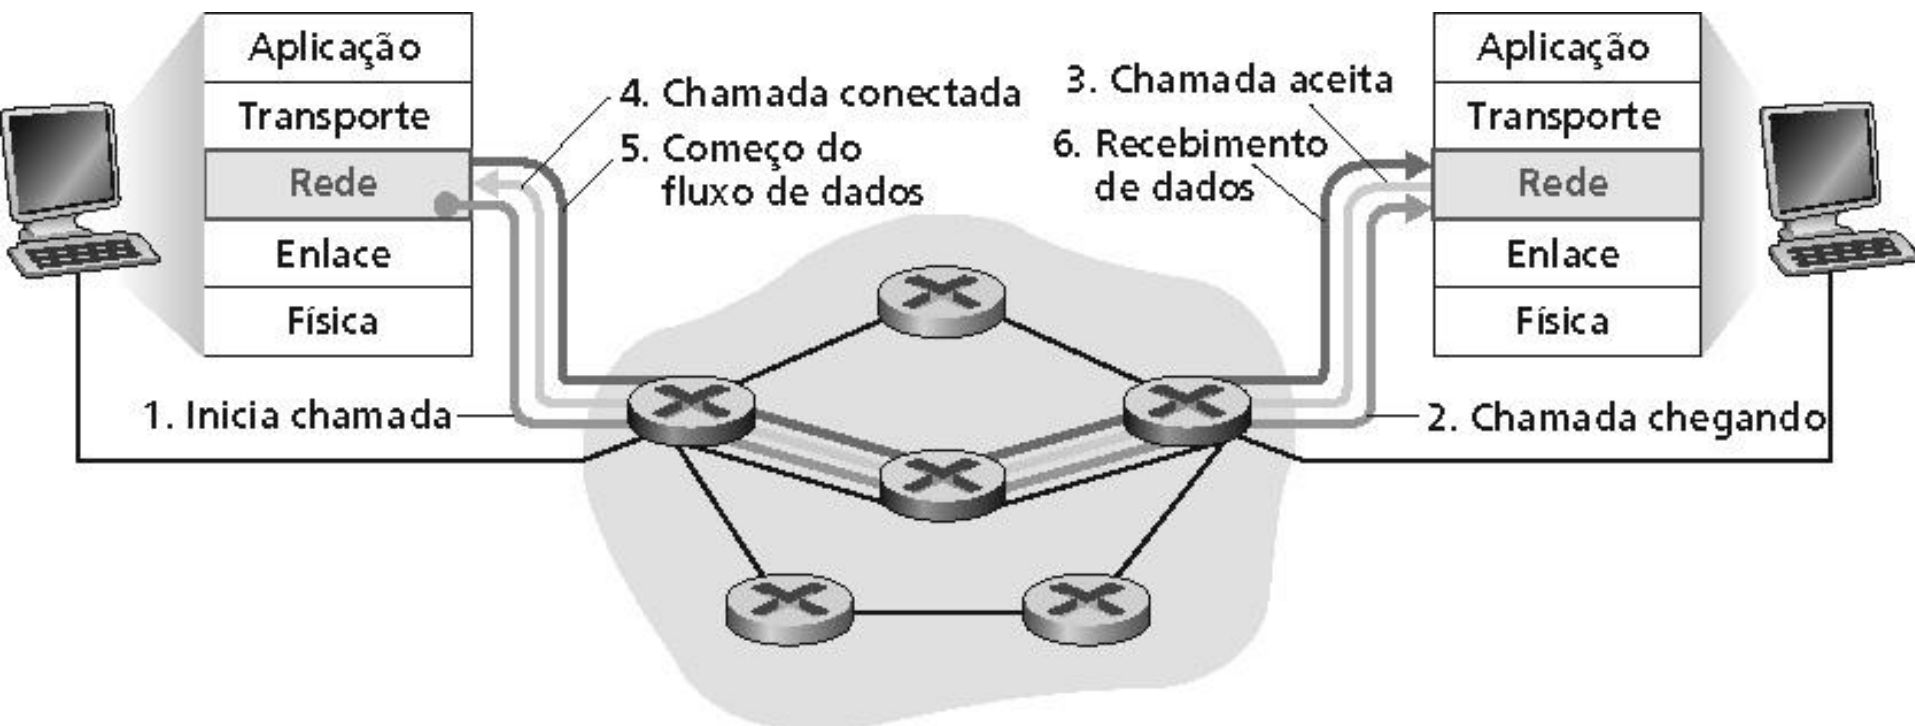 Aplicação
Transporte
Rede
Enlace
Física
4. Chamada conectada
5. Começo do
fluxo de dados
1. Inicia chamada
3. Chamada aceita
6. Recebimento
de dados
2. Chamada chegando
Aplicação
Transporte
Rede
Enlace
Física